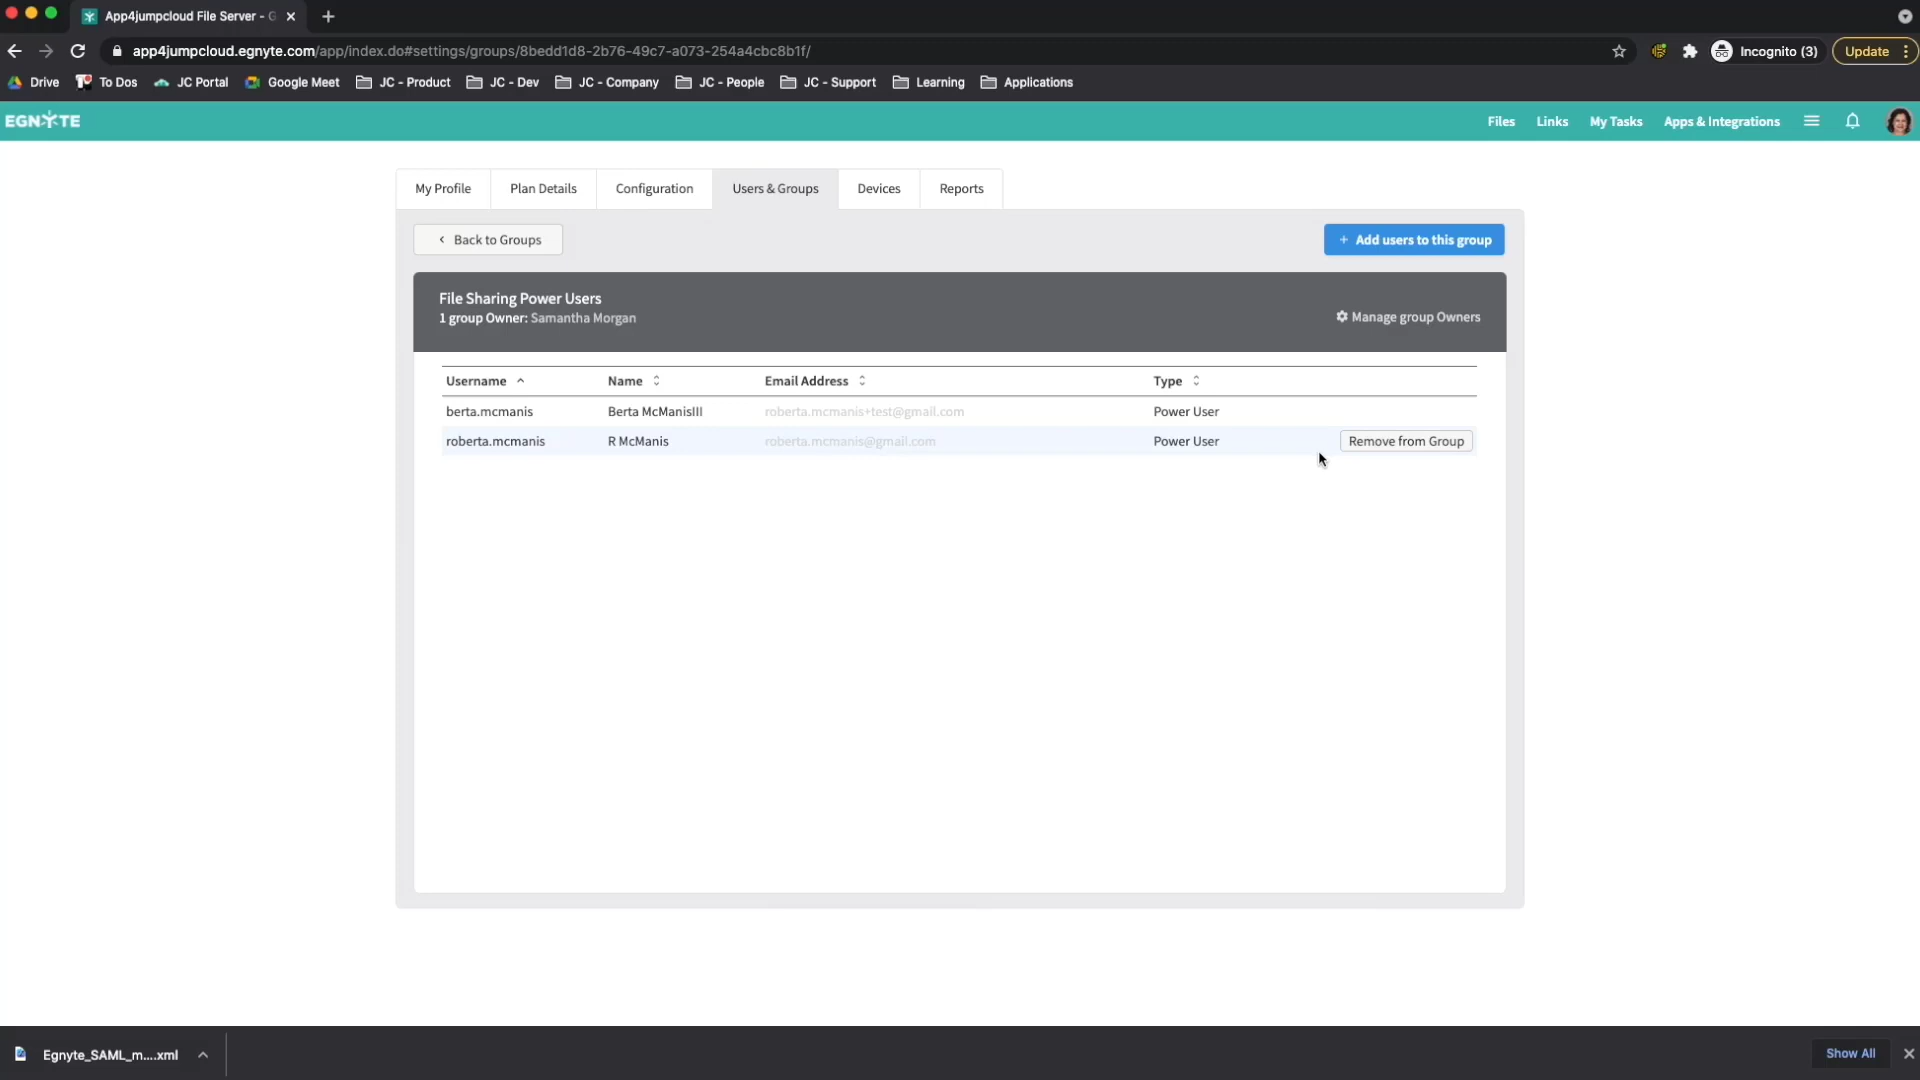 App4jumpcloud File Server - G
app4jumpcloud.egnyte.com/app/index.do#settings/groups/8bedd1d8-2b76-49c7-a073-254a4cbc8b1f/
Incognito (3)
Update
Drive
To Dos
JC Portal
Google Meet
JC - Product
JC - Dev
JC - Company
JC - People
JC - Support
Learning
Applications
EGNYTE
Files
Links
My Tasks
Apps & Integrations
My Profile
Plan Details
Configuration
Users & Groups
Devices
Reports
‹ Back to Groups
+ Add users to this group
File Sharing Power Users
1 group Owner: Samantha Morgan
Manage group Owners
Username
Name
Email Address
Type
berta.mcmanis
Berta McManisIII
roberta.mcmanis+test@gmail.com
Power User
roberta.mcmanis
R McManis
roberta.mcmanis@gmail.com
Power User
Remove from Group
Egnyte_SAML_m....xml
Show All